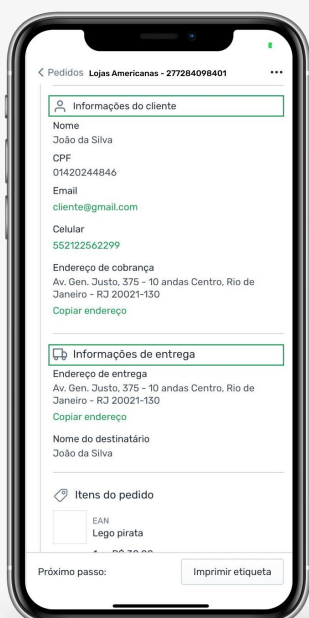 Pedidos Lojas Americanas - 277284098401
Informações do cliente
Nome
João da Silva
CPF
01420244846
Email
cliente@gmail.com
Celular
552122562299
Endereço de cobrança
Av. Gen. Justo, 375 - 10 andas Centro, Rio de
Janeiro - RJ 20021-130
Copiar endereço
Informações de entrega
Endereço de entrega
Av. Gen. Justo, 375 - 10 andas Centro, Rio de
Janeiro - RJ 20021-130
Copiar endereço
Nome do destinatário
João da Silva
Itens do pedido
EAN
Lego pirata
Próximo passo:
Imprimir etiqueta